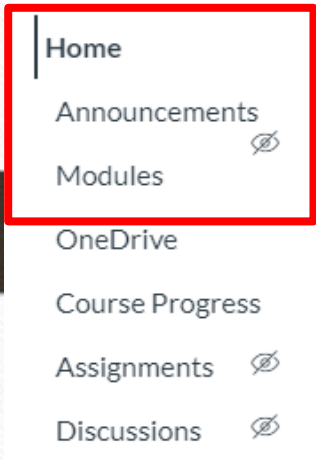 Home
Announcements
Modules
OneDrive
Course Progress
Assignments
Discussions